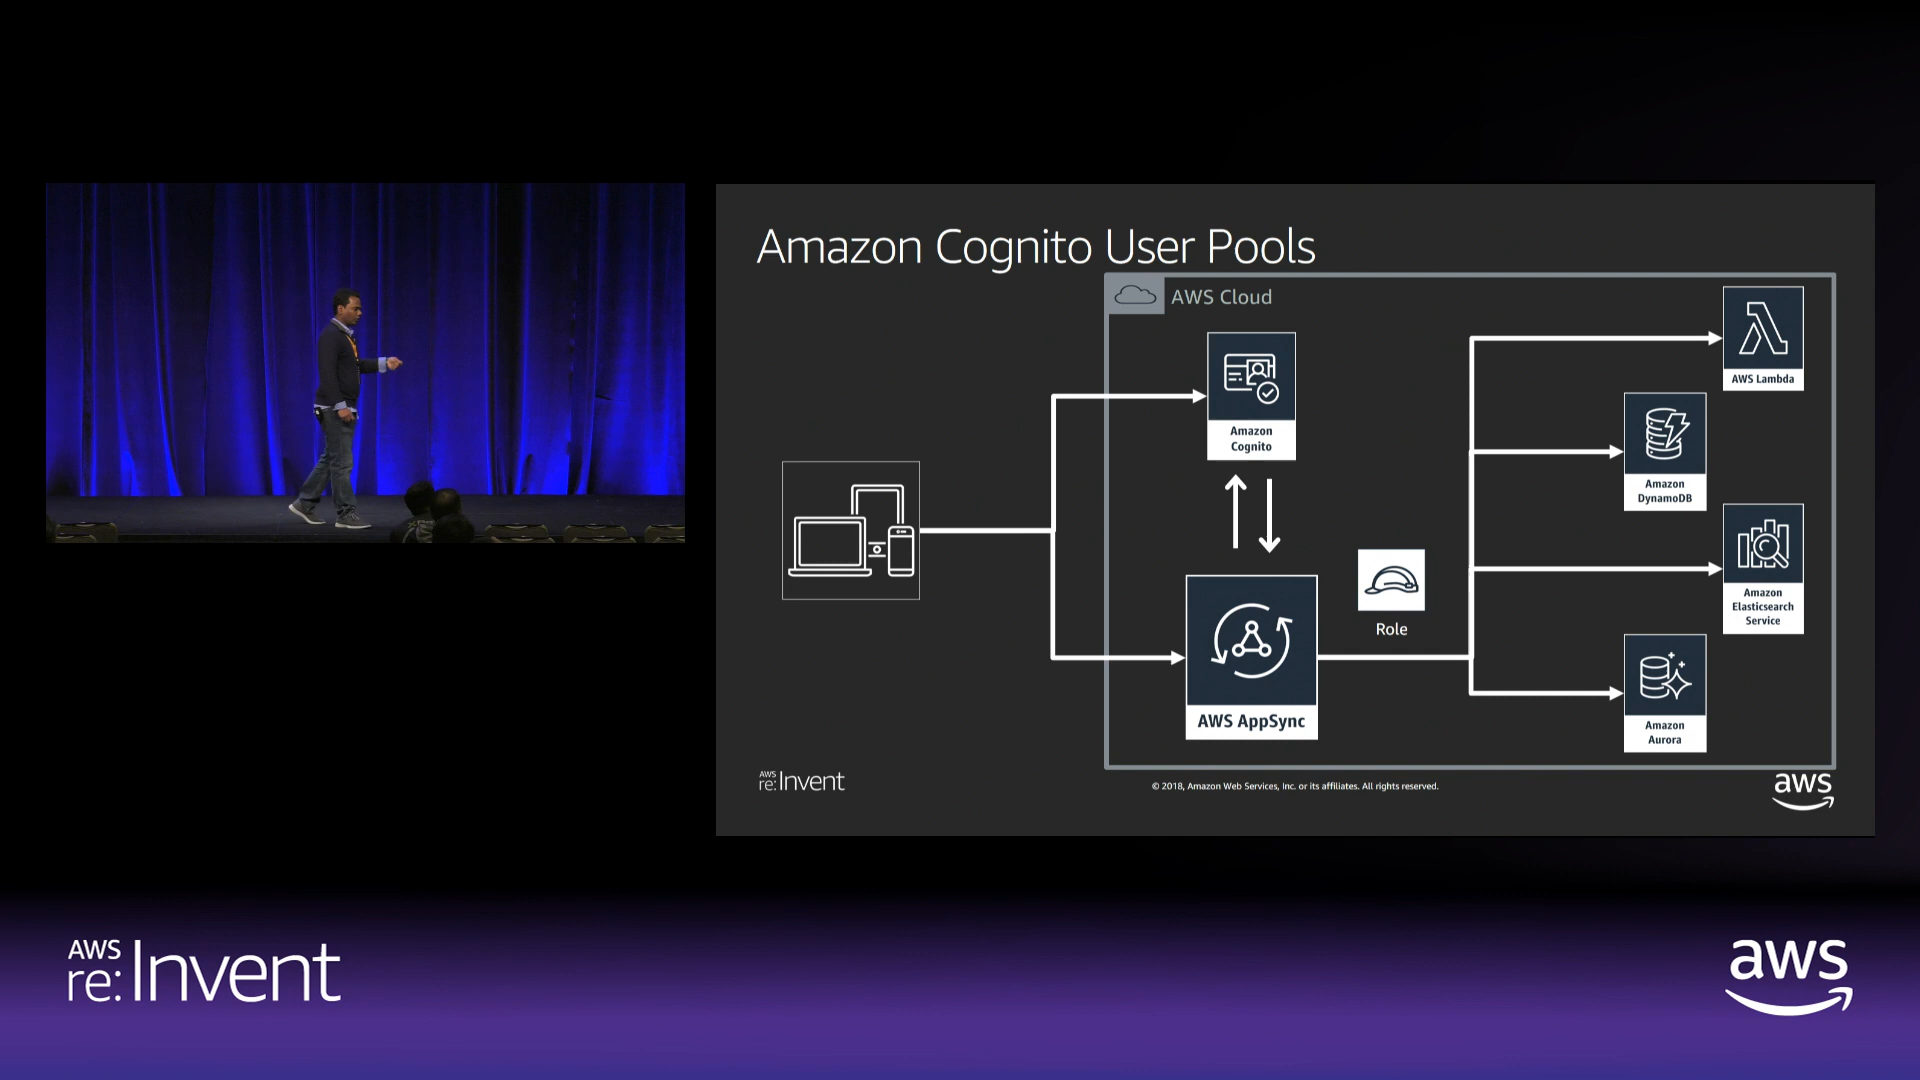 Amazon Cognito User Pools
AWS Cloud
AWS Lambda
Amazon
Cognito
Amazon
DynamoDB
Amazon
Elasticsearch
Service
Role
AWS AppSync
Amazon
Aurora
AWS
re:Invent
© 2018, Amazon Web Services, Inc. or its affiliates. All rights reserved.
aws
AWS
re:Invent
aws